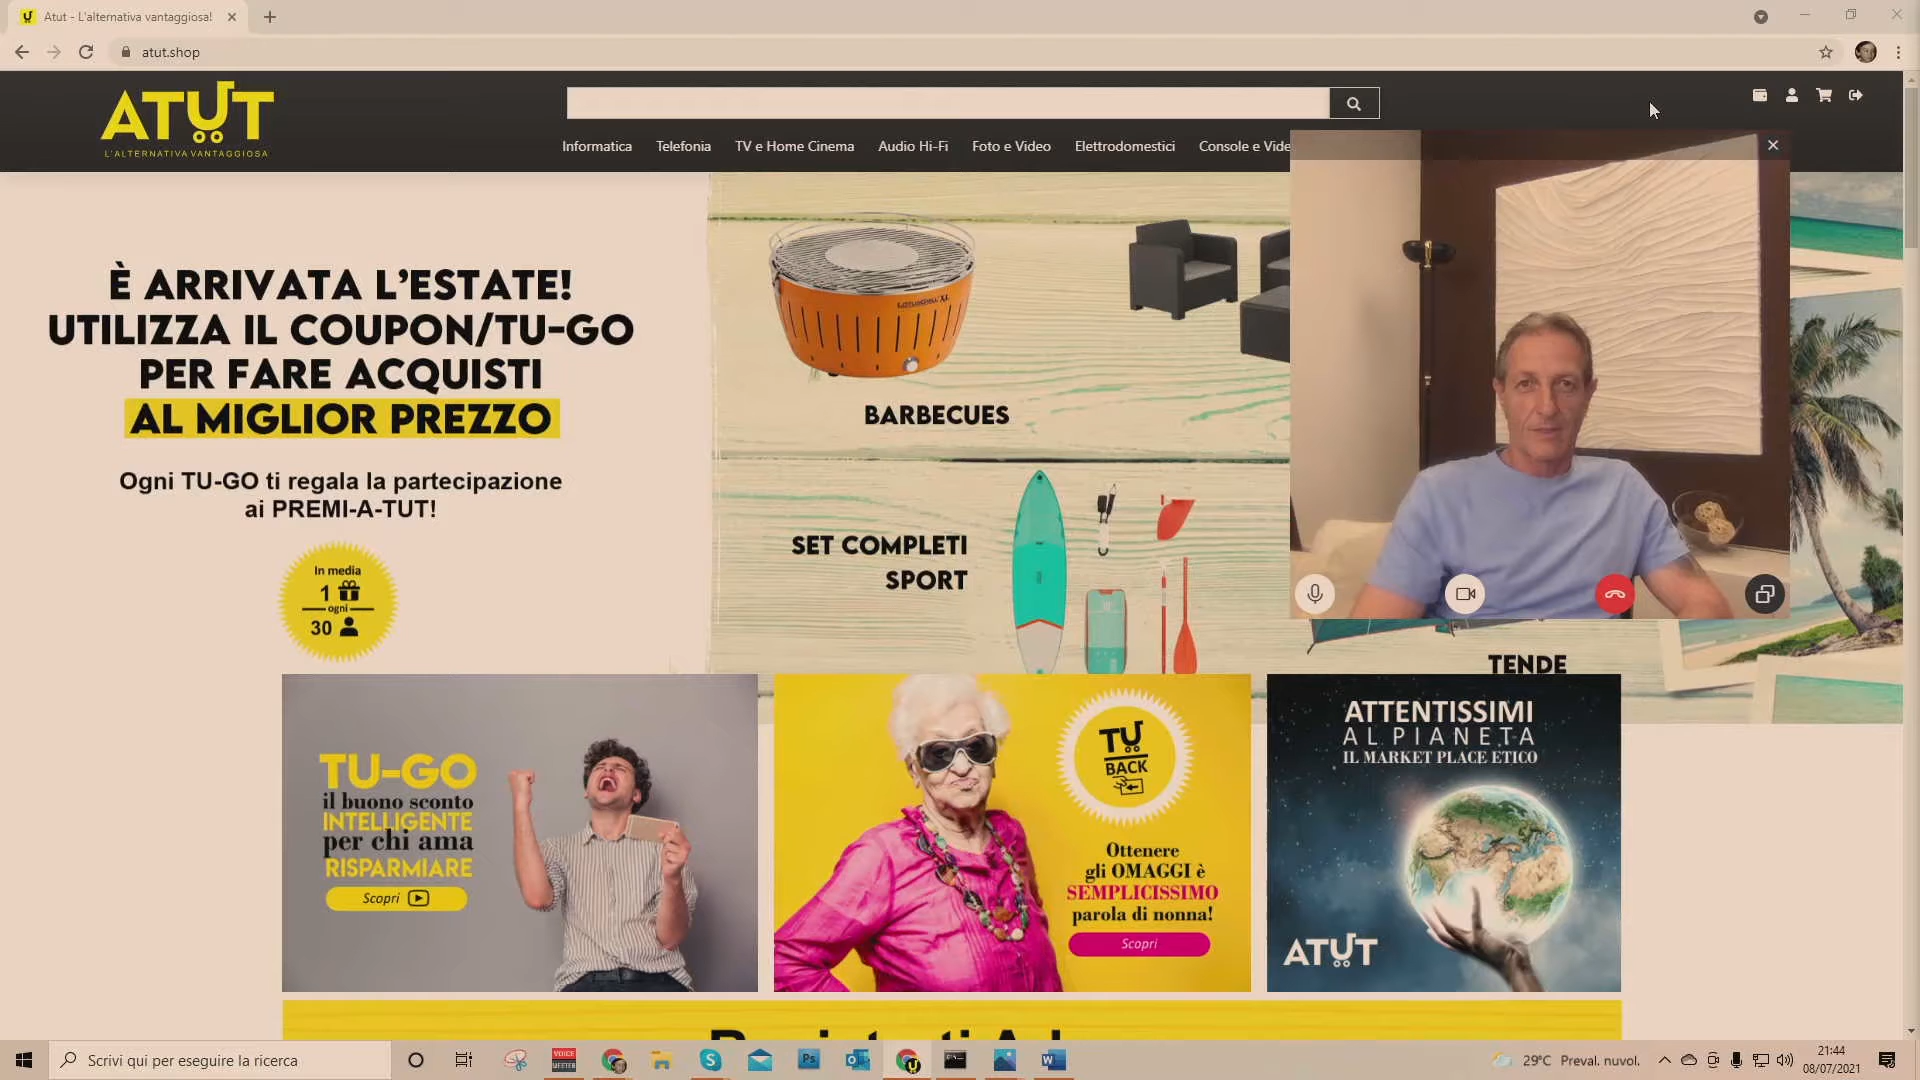 Atut - L'alternativa vantaggiosa!
atut.shop
ATUT
L'ALTERNATIVA VANTAGGIOSA
Informatica
Telefonia
TV e Home Cinema
Audio Hi-Fi
Foto e Video
Elettrodomestici
Console e Vide
È ARRIVATA L'ESTATE!
UTILIZZA IL COUPON/TU-GO
PER FARE ACQUISTI
AL MIGLIOR PREZZO
Ogni TU-GO ti regala la partecipazione
ai PREMI-A-TUT!
In media
1
ogni
30
LOTUSGRILL XL
BARBECUES
SET COMPLETI
SPORT
TENDE
TU-GO
il buono sconto
INTELLIGENTE
per chi ama
RISPARMIARE
Scopri
TU
BACK
Ottenere
gli OMAGGI è
SEMPLICISSIMO
parola di nonna!
Scopri
ATTENTISSIMI
AL PIANETA
IL MARKET PLACE ETICO
ATUT
Scrivi qui per eseguire la ricerca
VOICE
MEETER
Ps
29°C Preval. nuvol.
21:44
08/07/2021